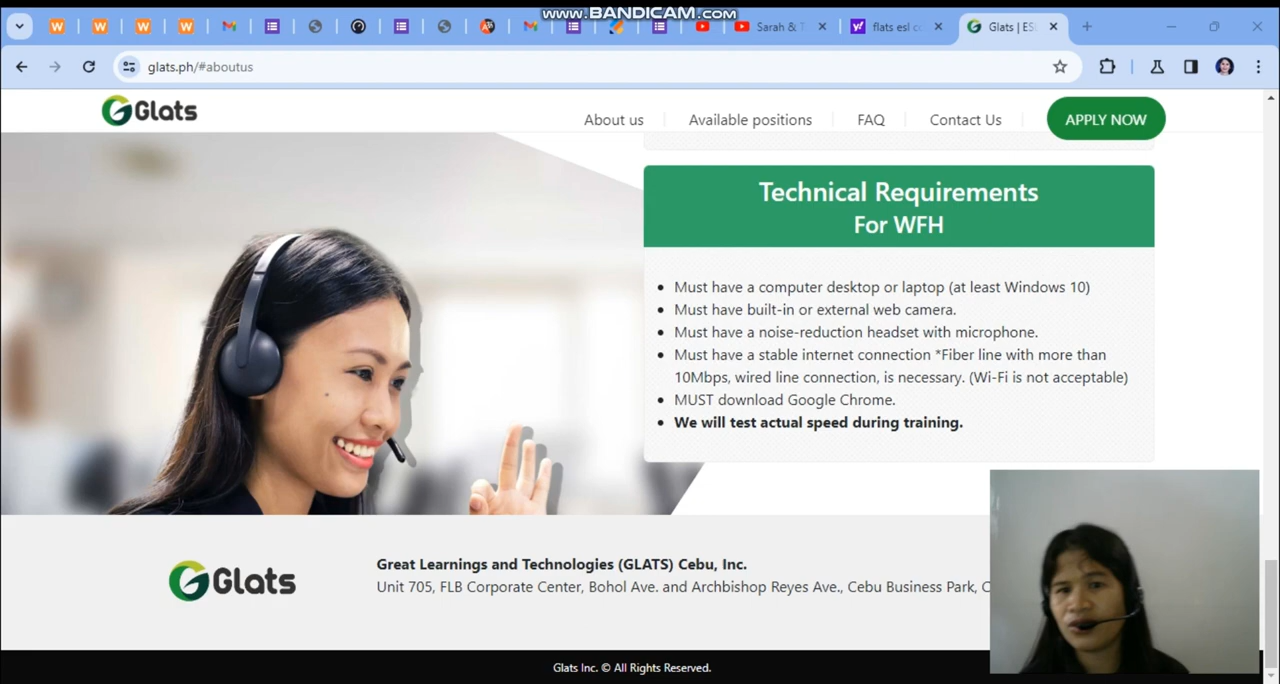 www.BANDICAM.com
Sarah & T
flats esl c
Glats | ES
glats.ph/#aboutus
Glats
About us
Available positions
FAQ
Contact Us
APPLY NOW
Technical Requirements
For WFH
Must have a computer desktop or laptop (at least Windows 10)
Must have built-in or external web camera.
Must have a noise-reduction headset with microphone.
Must have a stable internet connection *Fiber line with more than
10Mbps, wired line connection, is necessary. (Wi-Fi is not acceptable)
MUST download Google Chrome.
We will test actual speed during training.
Glats
Great Learnings and Technologies (GLATS) Cebu, Inc.
Unit 705, FLB Corporate Center, Bohol Ave. and Archbishop Reyes Ave., Cebu Business Park, C
Glats Inc. © All Rights Reserved.